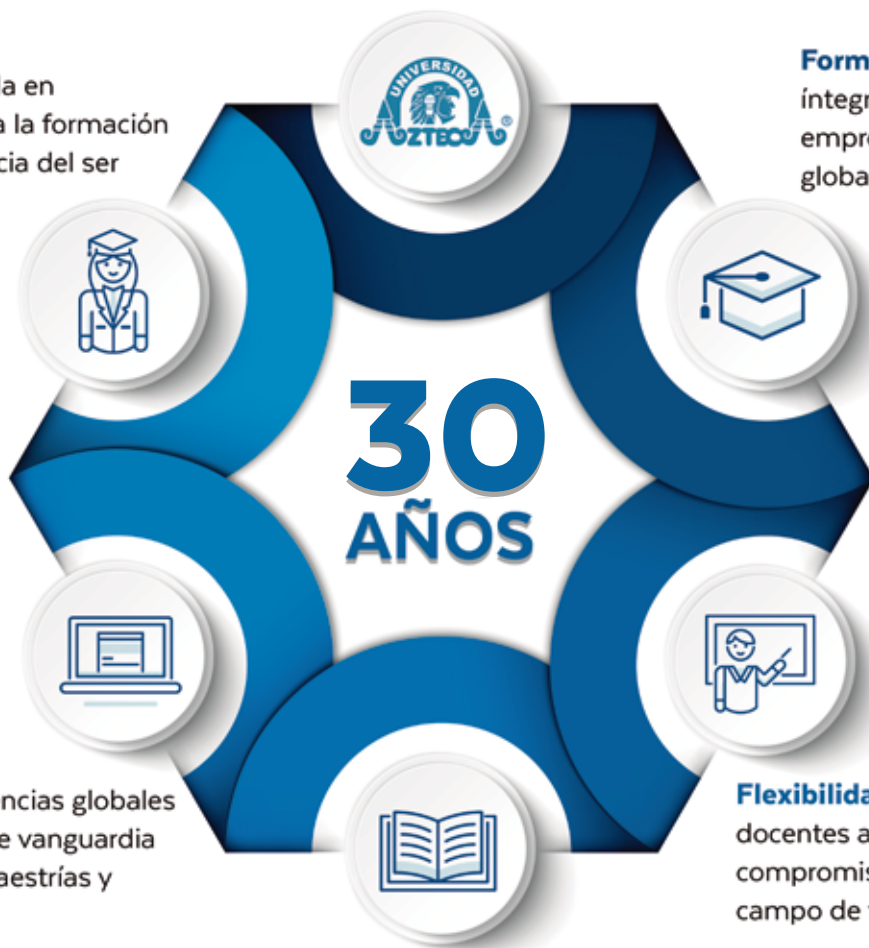 la en
a la formación
cia del ser
UNIVERSIDAD
AZTECA
®
Form
íntegr
empre
globa
30
AÑOS
ncias globales
e vanguardia
aestrías y
Flexibilida
docentes a
compromis
campo de